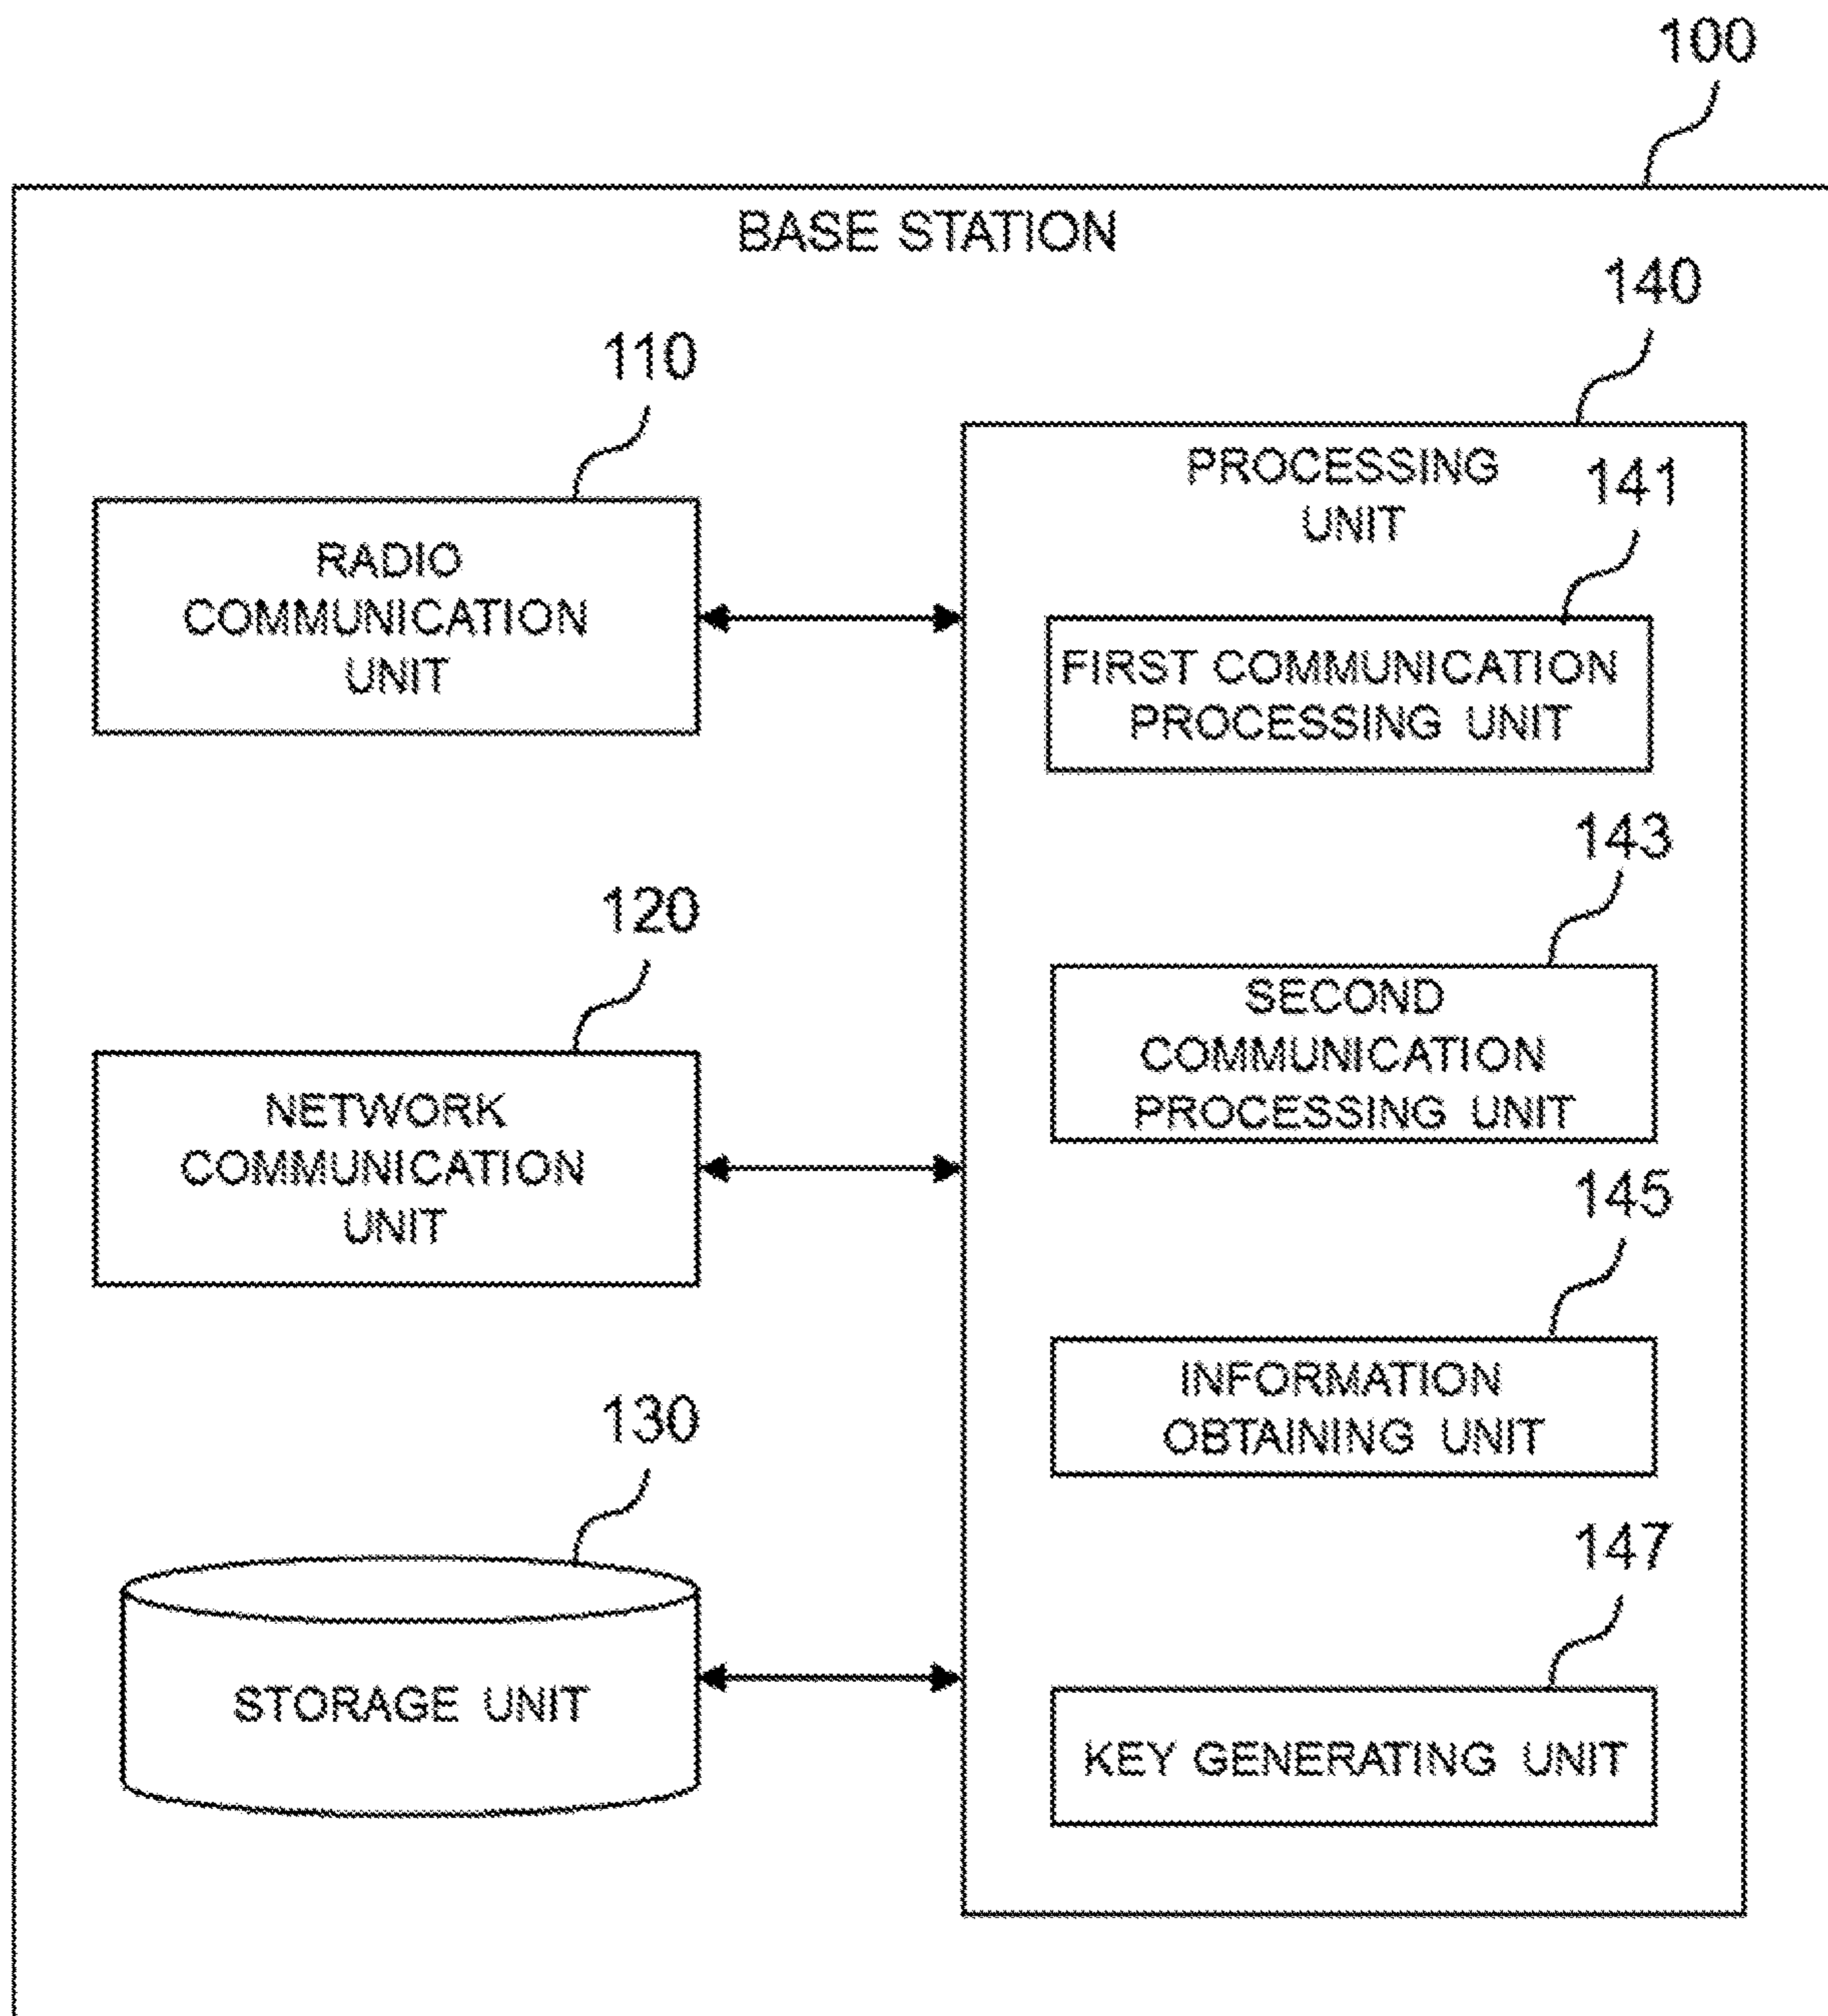 100
BASE STATION
140
110
PROCESSING
UNIT
141
RADIO
COMMUNICATION
UNIT
FIRST COMMUNICATION
PROCESSING UNIT
143
120
SECOND
COMMUNICATION
PROCESSING UNIT
NETWORK
COMMUNICATION
UNIT
145
INFORMATION
OBTAINING UNIT
130
147
STORAGE UNIT
KEY GENERATING UNIT